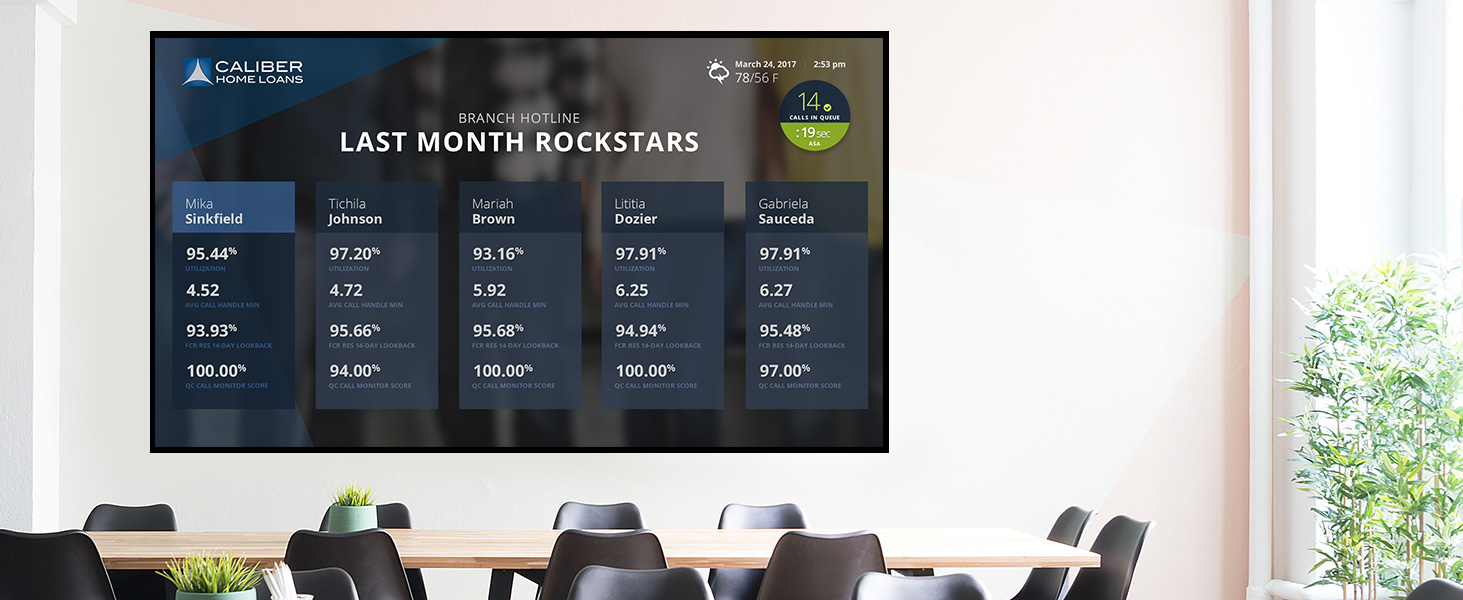 CALIBER
HOME LOANS
March 24, 2017 | 2:53 pm
78/56 F
14
CALLS IN QUEUE
:19 sec
ASA
BRANCH HOTLINE
LAST MONTH ROCKSTARS
Mika
Sinkfield
95.44%
UTILIZATION
4.52
AVG CALL HANDLE MIN
93.93%
FCR RES 14-DAY LOOKBACK
100.00%
QC CALL MONITOR SCORE
Tichila
Johnson
97.20%
UTILIZATION
4.72
AVG CALL HANDLE MIN
95.66%
FCR RES 14-DAY LOOKBACK
94.00%
QC CALL MONITOR SCORE
Mariah
Brown
93.16%
UTILIZATION
5.92
AVG CALL HANDLE MIN
95.68%
FCR RES 14-DAY LOOKBACK
100.00%
QC CALL MONITOR SCORE
Lititia
Dozier
97.91%
UTILIZATION
6.25
AVG CALL HANDLE MIN
94.94%
FCR RES 14-DAY LOOKBACK
100.00%
QC CALL MONITOR SCORE
Gabriela
Sauceda
97.91%
UTILIZATION
6.27
AVG CALL HANDLE MIN
95.48%
FCR RES 14-DAY LOOKBACK
97.00%
QC CALL MONITOR SCORE